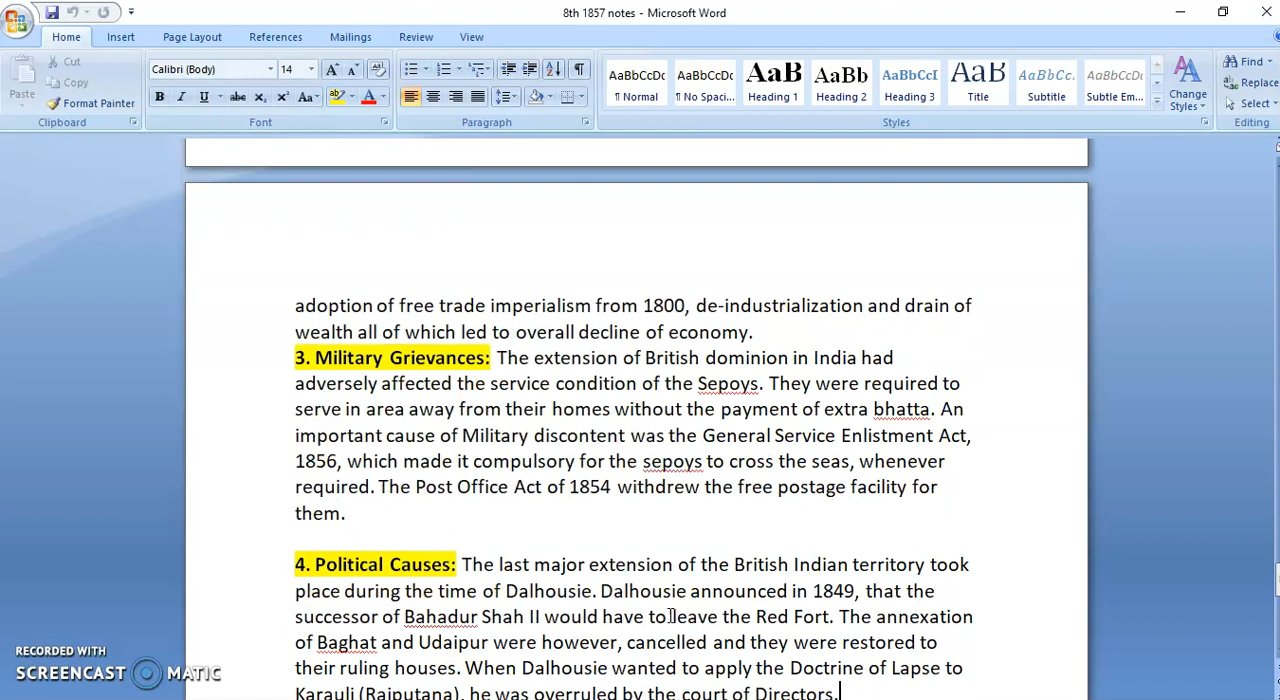 8th 1857 notes - Microsoft Word
Home Insert Page Layout References Mailings Review View
Paste
Cut
Copy
Format Painter
Clipboard
Calibri (Body) 14
B I U abc X₂ X² Aa
Font
Paragraph
AaBbCcDc AaBbCcDc AaB AaBb AaBbCcI AaB AaBbCc. AaBbCcDc
¶ Normal ¶ No Spaci... Heading 1 Heading 2 Heading 3 Title Subtitle Subtle Em...
Styles
Change
Styles
Find
Replace
Select
Editing
adoption of free trade imperialism from 1800, de-industrialization and drain of
wealth all of which led to overall decline of economy.
3. Military Grievances: The extension of British dominion in India had
adversely affected the service condition of the Sepoys. They were required to
serve in area away from their homes without the payment of extra bhatta. An
important cause of Military discontent was the General Service Enlistment Act,
1856, which made it compulsory for the sepoys to cross the seas, whenever
required. The Post Office Act of 1854 withdrew the free postage facility for
them.
4. Political Causes: The last major extension of the British Indian territory took
place during the time of Dalhousie. Dalhousie announced in 1849, that the
successor of Bahadur Shah II would have to leave the Red Fort. The annexation
of Baghat and Udaipur were however, cancelled and they were restored to
their ruling houses. When Dalhousie wanted to apply the Doctrine of Lapse to
Karauli (Rajputana), he was overruled by the court of Directors.
RECORDED WITH
SCREENCAST MATIC